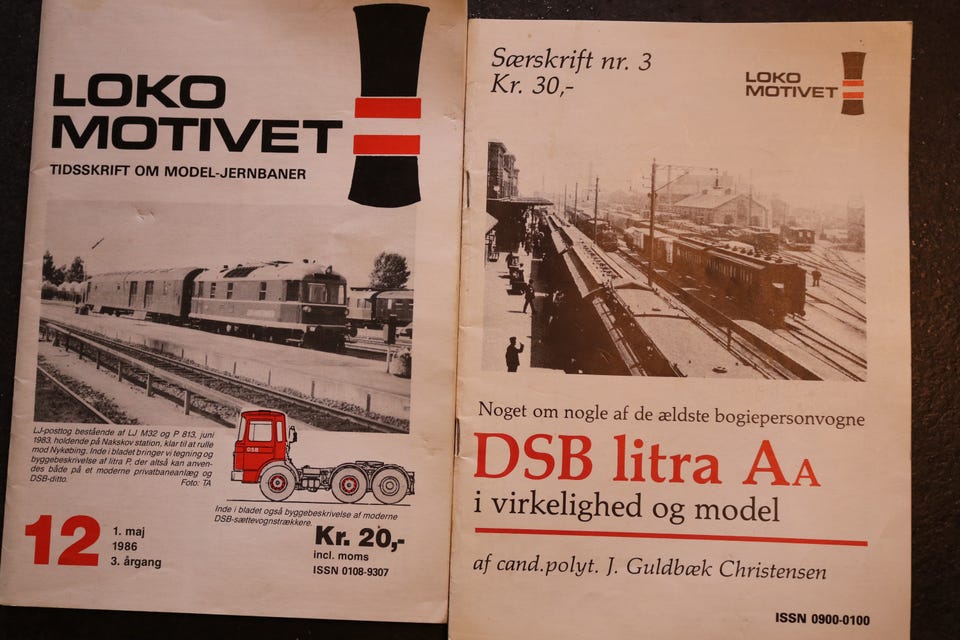 LOKO
MOTIVET
TIDSSKRIFT OM MODEL-JERNBANER
LJ-posttog bestående af LJ M32 og P 813, juni
1983, holdende på Nakskov station, klar til at rulle
mod Nykøbing. Inde i bladet bringer vi tegning og
byggebeskrivelse af litra P, der altså kan anven-
des både på et moderne privatbaneanlæg og
DSB-ditto.
Foto: TA
DSB
Inde i bladet også byggebeskrivelse af moderne
DSB-sættevognstrækkere.
12
1. maj
1986
3. årgang
Kr. 20,-
incl. moms
ISSN 0108-9307
Særskrift nr. 3
Kr. 30,-
LOKO
MOTIVET
Noget om nogle af de ældste bogiepersonvogne
DSB litra AA
i virkelighed og model
af cand.polyt. J. Guldbæk Christensen
ISSN 0900-0100